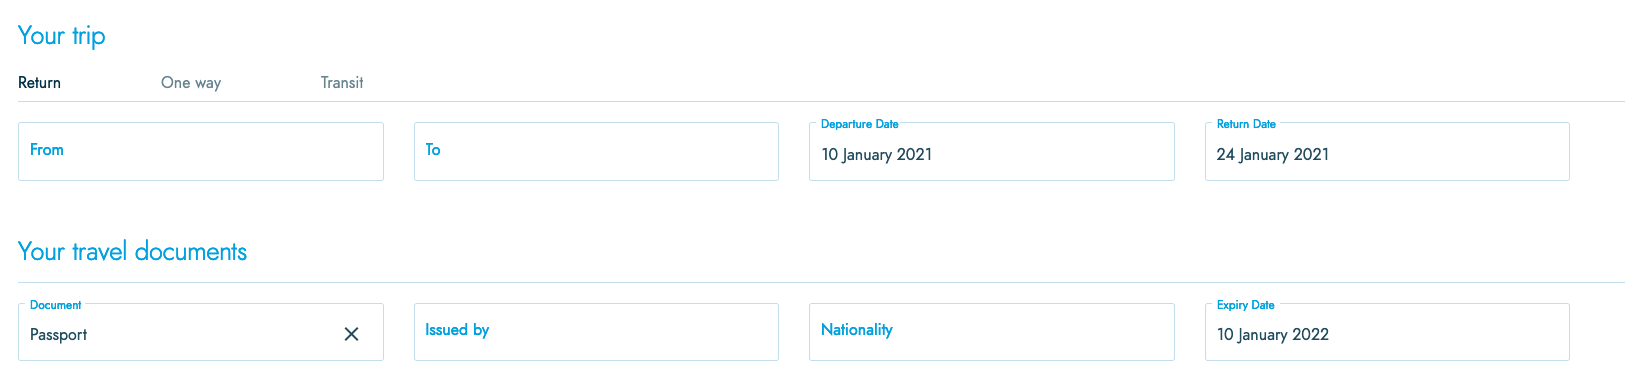 Your trip
Return One way Transit
From To Departure Date 10 January 2021 Return Date 24 January 2021
Your travel documents
Document Passport Issued by Nationality Expiry Date 10 January 2022